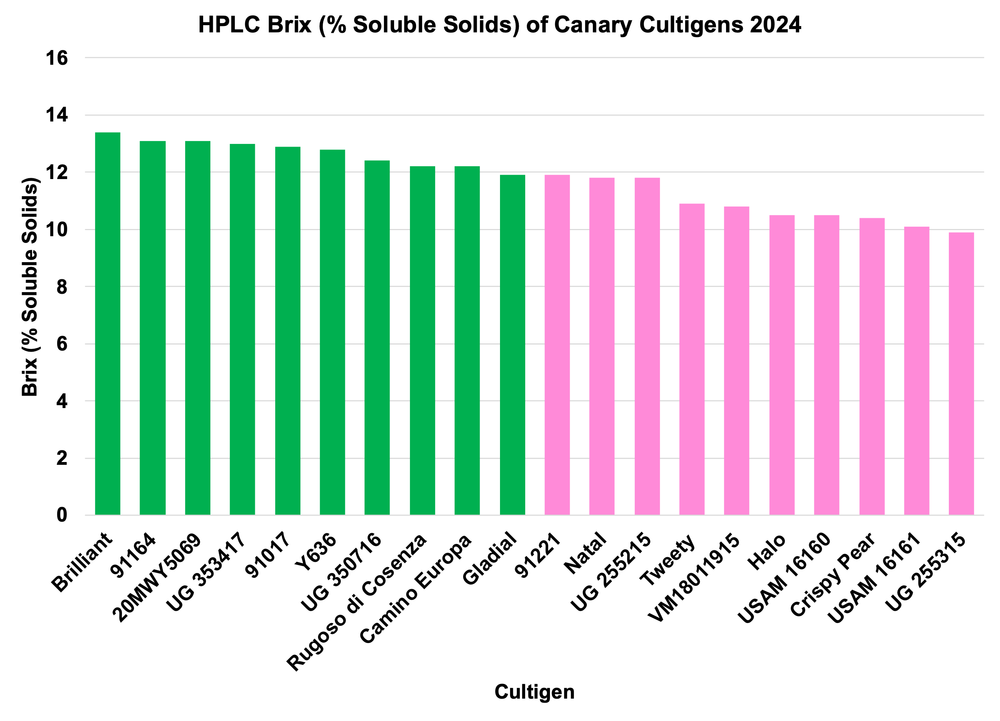 HPLC Brix (% Soluble Solids) of Canary Cultigens 2024
Brix (% Soluble Solids)
16
14
12
10
8
6
4
2
0
Brilliant
91164
20MWY5069
UG 353417
91017
Y636
UG 350716
Rugoso di Cosenza
Camino Europa
Gladial
91221
Natal
UG 255215
Tweety
VM18011915
Halo
USAM 16160
Crispy Pear
USAM 16161
UG 255315
Cultigen